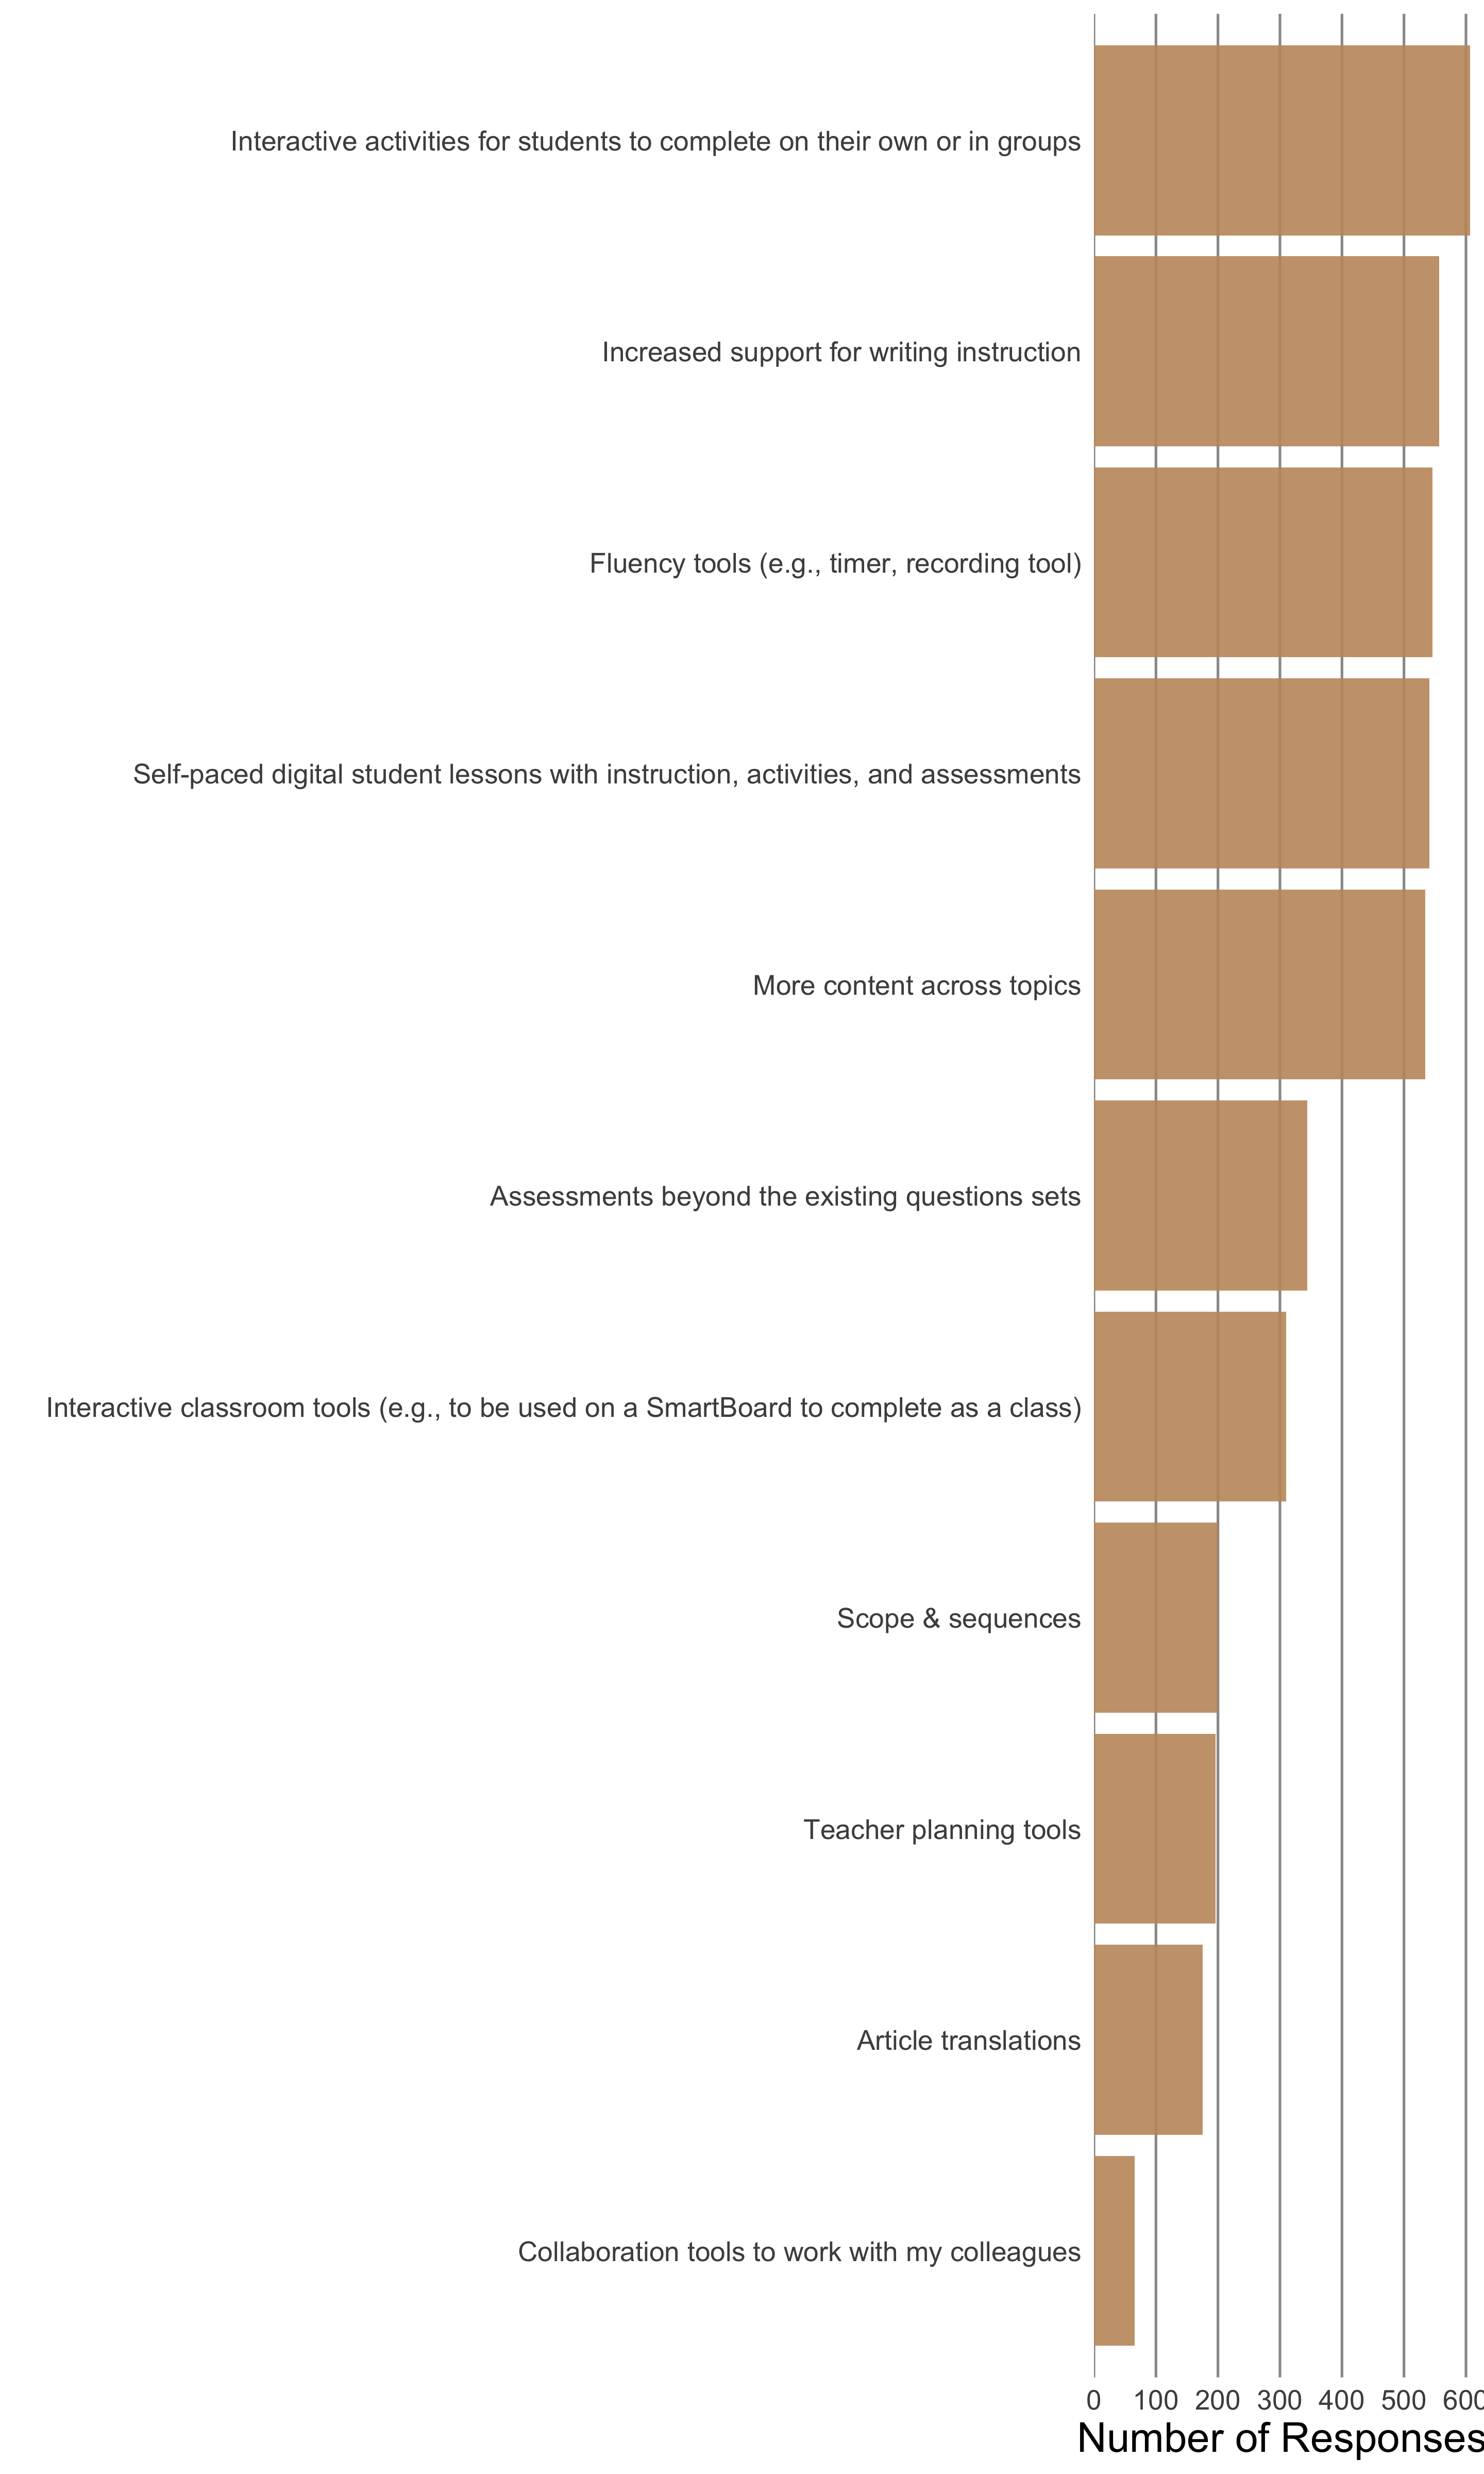 Interactive activities for students to complete on their own or in groups
Increased support for writing instruction
Fluency tools (e.g., timer, recording tool)
Self-paced digital student lessons with instruction, activities, and assessments
More content across topics
Assessments beyond the existing questions sets
Interactive classroom tools (e.g., to be used on a SmartBoard to complete as a class)
Scope & sequences
Teacher planning tools
Article translations
Collaboration tools to work with my colleagues
0 100 200 300 400 500 600
Number of Responses